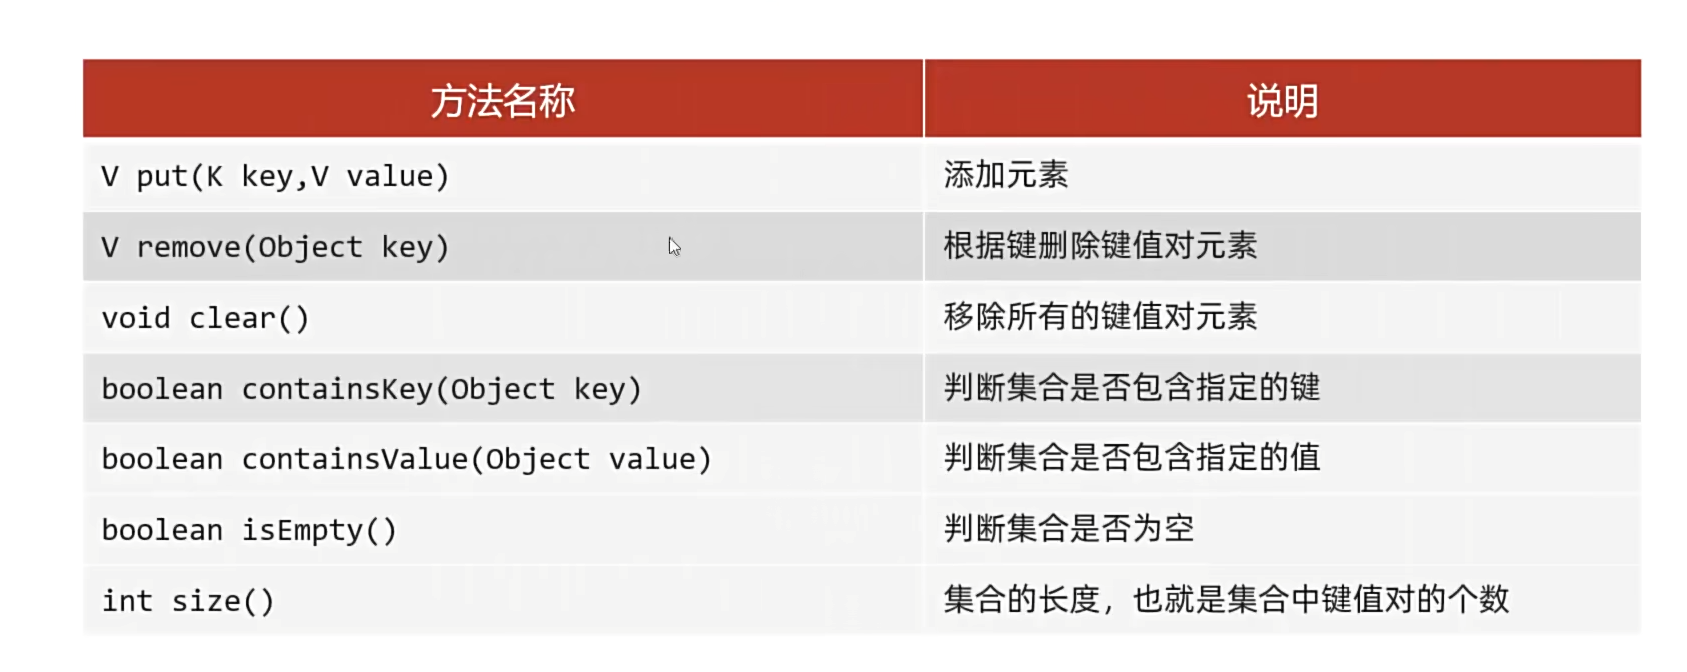 方法名称 说明
V put(K key,V value) 添加元素
V remove(Object key) 根据键删除键值对元素
void clear() 移除所有的键值对元素
boolean containsKey(Object key) 判断集合是否包含指定的键
boolean containsValue(Object value) 判断集合是否包含指定的值
boolean isEmpty() 判断集合是否为空
int size() 集合的长度，也就是集合中键值对的个数